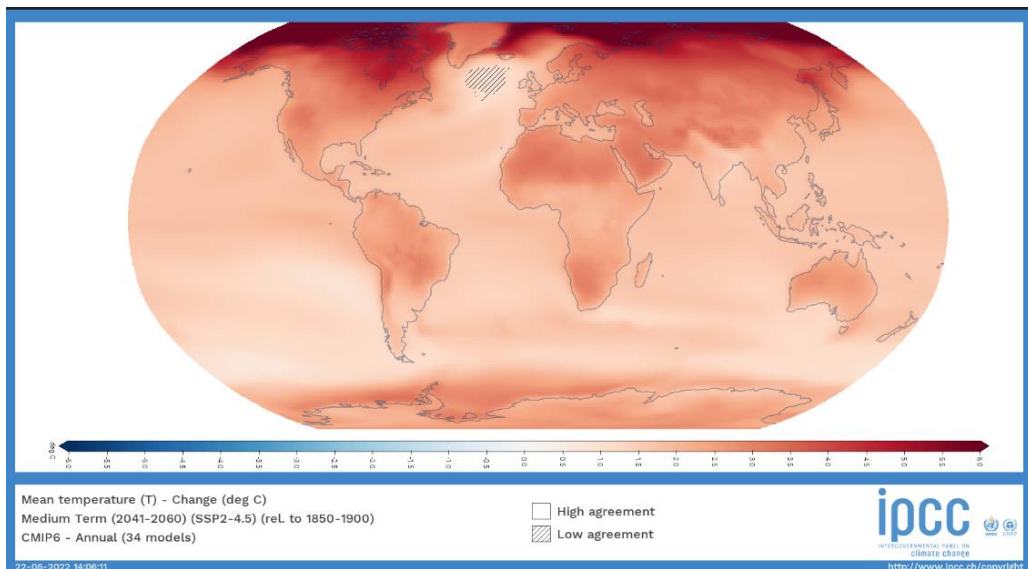 deg C
-6.0 -5.5 -5.0 -4.5 -4.0 -3.5 -3.0 -2.5 -2.0 -1.5 -1.0 -0.5 0.0 0.5 1.0 1.5 2.0 2.5 3.0 3.5 4.0 4.5 5.0 5.5 6.0
Mean temperature (T) - Change (deg C)
Medium Term (2041-2060) (SSP2-4.5) (rel. to 1850-1900)
CMIP6 - Annual (34 models)
High agreement
Low agreement
ipcc
INTERGOVERNMENTAL PANEL ON
climate change
WMO UNEP
22-06-2022 14:06:11
http://www.ipcc.ch/copyright